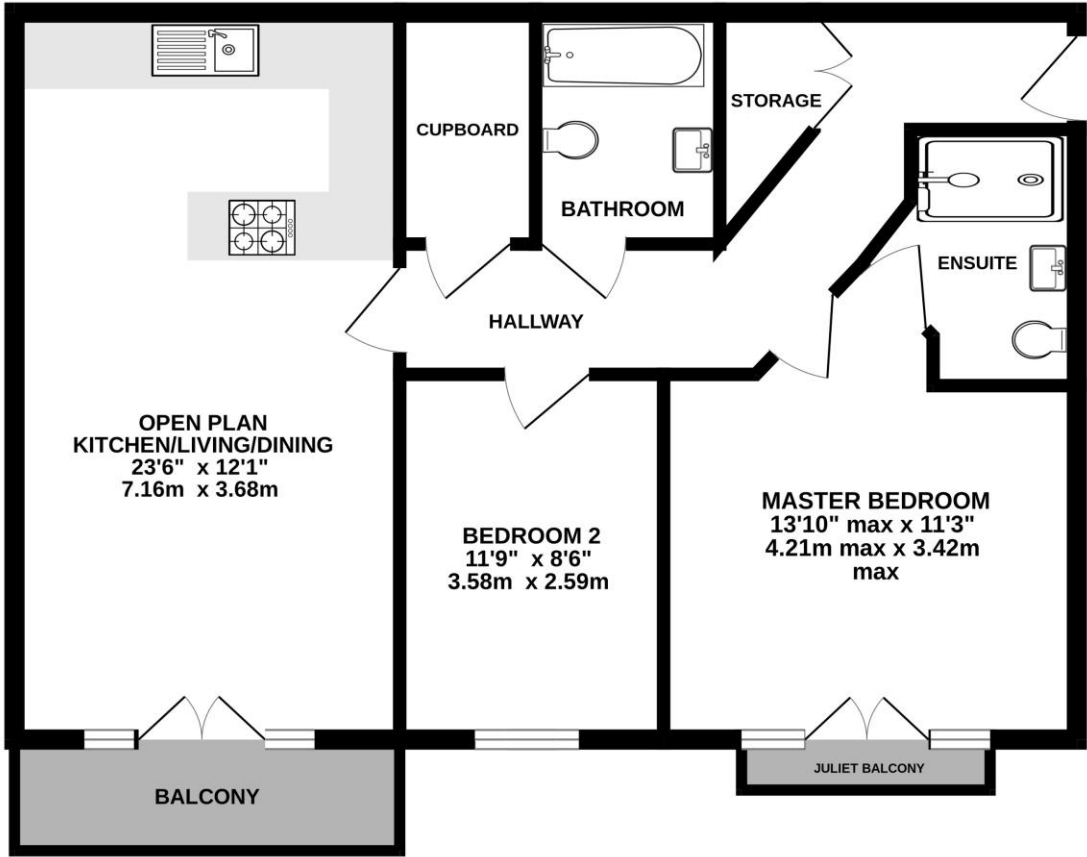 STORAGE
CUPBOARD
BATHROOM
ENSUITE
HALLWAY
OPEN PLAN
KITCHEN/LIVING/DINING
23'6" x 12'1"
7.16m x 3.68m
BEDROOM 2
11'9" x 8'6"
3.58m x 2.59m
MASTER BEDROOM
13'10" max x 11'3"
4.21m max x 3.42m
max
BALCONY
JULIET BALCONY